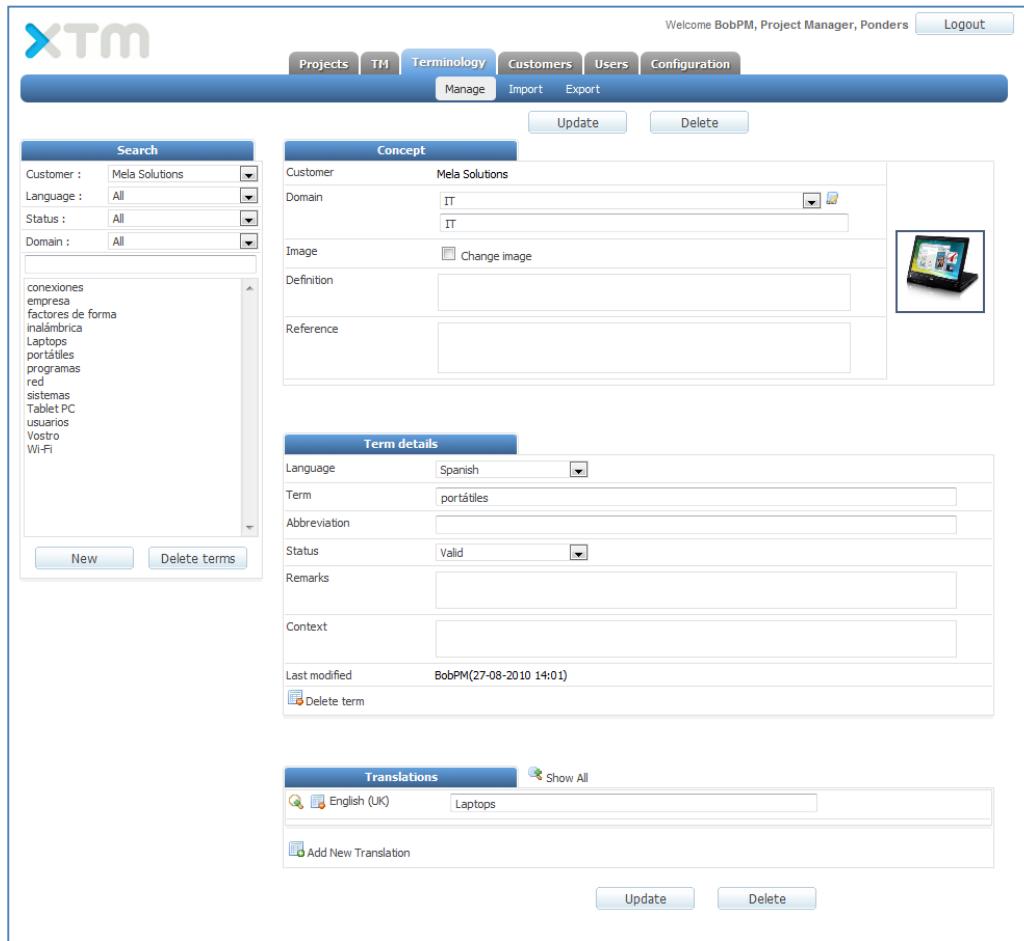 XTM
Welcome BobPM, Project Manager, Ponders Logout
Projects TM Terminology Customers Users Configuration
Manage Import Export
Update Delete
Search
Customer : Mela Solutions
Language : All
Status : All
Domain : All
conexiones
empresa
factores de forma
inalámbrica
Laptops
portátiles
programas
red
sistemas
Tablet PC
usuarios
Vostro
Wi-Fi
New Delete terms
Concept
Customer Mela Solutions
Domain IT
IT
Image Change image
Definition
Reference
Term details
Language Spanish
Term portátiles
Abbreviation
Status Valid
Remarks
Context
Last modified BobPM(27-08-2010 14:01)
Delete term
Translations Show All
English (UK) Laptops
Add New Translation
Update Delete